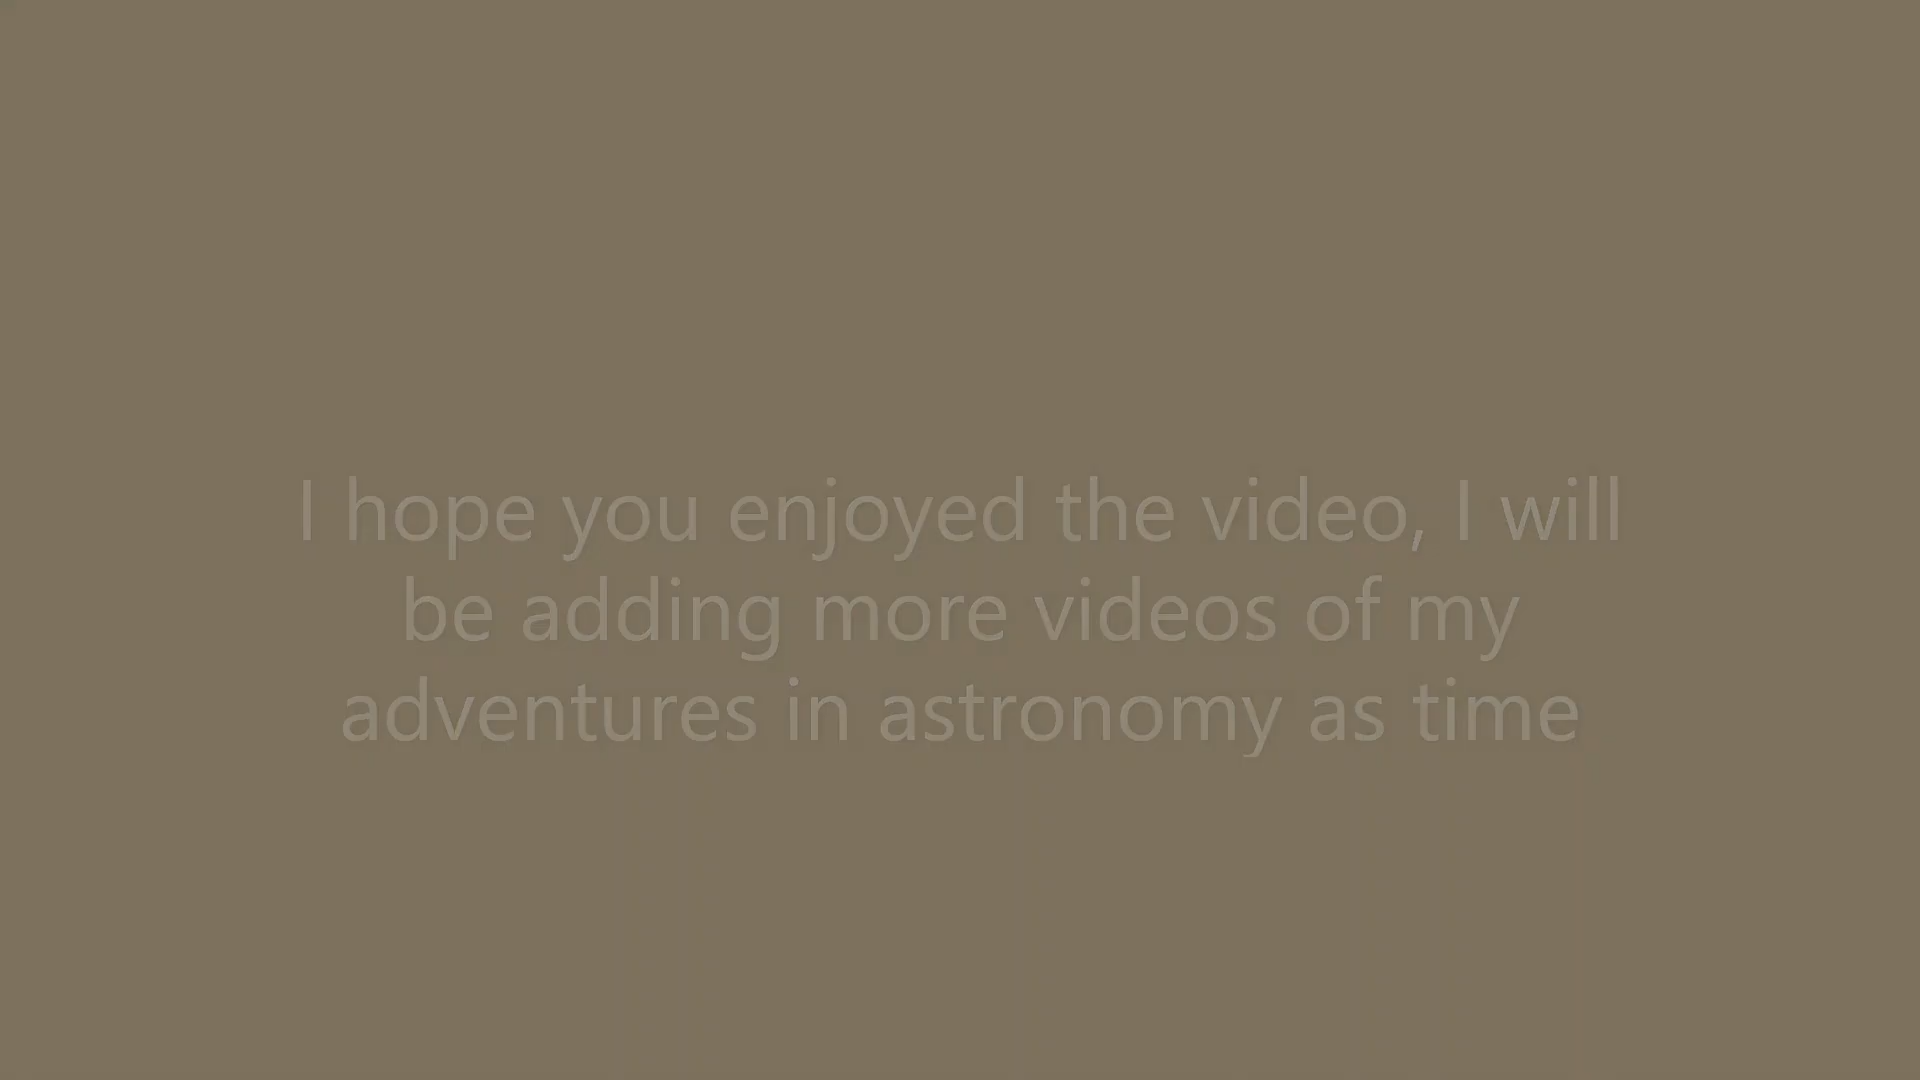 I hope you enjoyed the video, I will
be adding more videos of my
adventures in astronomy as time